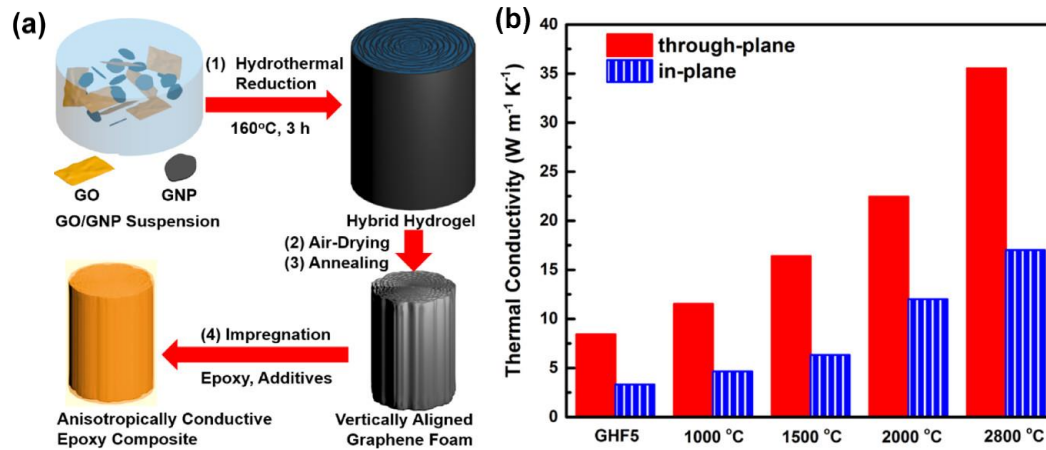 (a)
(1) Hydrothermal
Reduction
160°C, 3 h
GO
GNP
GO/GNP Suspension
Hybrid Hydrogel
(2) Air-Drying
(3) Annealing
(4) Impregnation
Epoxy, Additives
Anisotropically Conductive
Epoxy Composite
Vertically Aligned
Graphene Foam
(b)
Thermal Conductivity (W m⁻¹ K⁻¹)
40
35
30
25
20
15
10
5
0
through-plane
in-plane
GHF5
1000 °C
1500 °C
2000 °C
2800 °C